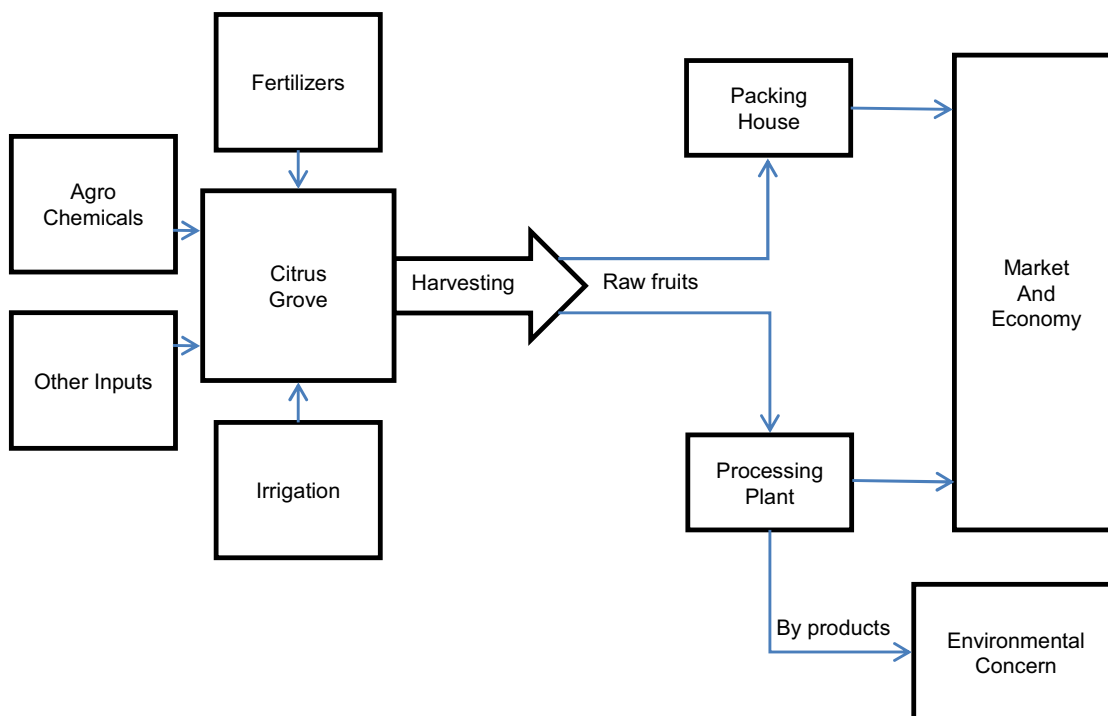 Fertilizers
Agro
Chemicals
Other Inputs
Citrus
Grove
Irrigation
Harvesting
Raw fruits
Packing
House
Processing
Plant
Market
And
Economy
By products
Environmental
Concern